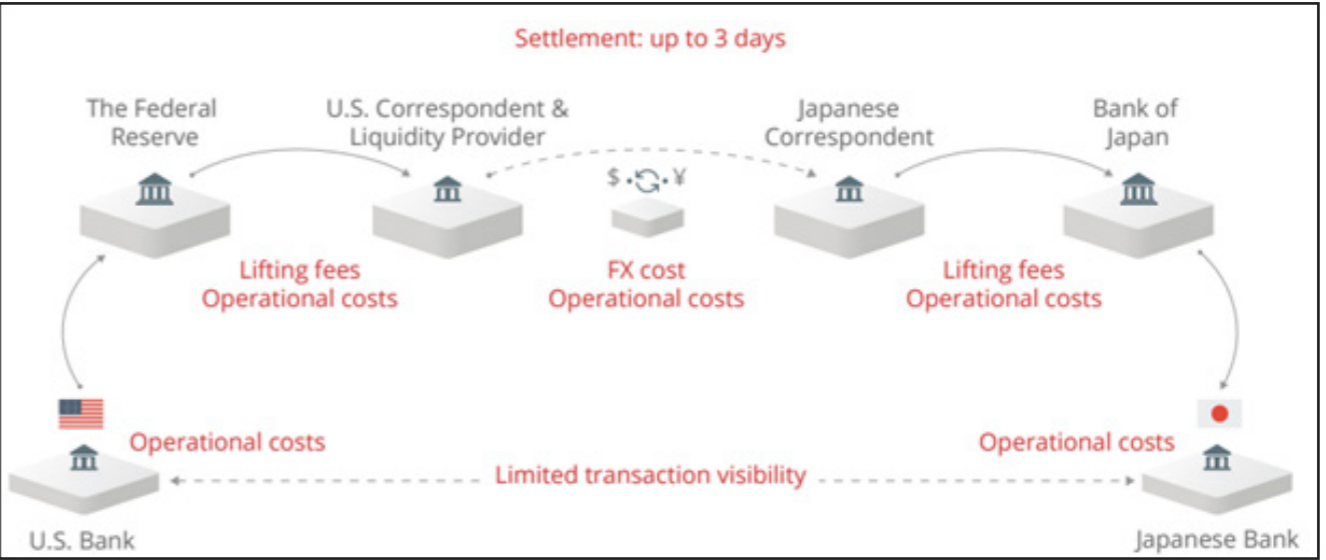 Settlement: up to 3 days
The Federal
Reserve
U.S. Correspondent &
Liquidity Provider
Japanese
Correspondent
Bank of
Japan
$ ¥
Lifting fees
Operational costs
FX cost
Operational costs
Lifting fees
Operational costs
Operational costs
Operational costs
Limited transaction visibility
U.S. Bank
Japanese Bank